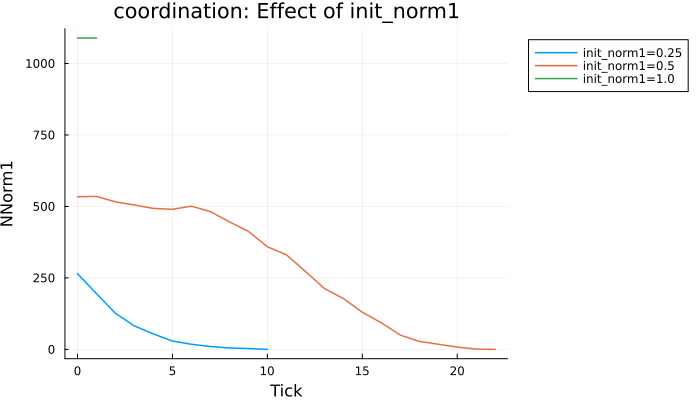 coordination: Effect of init_norm1
NNorm1
1000
750
500
250
0
0 5 10 15 20
Tick
init_norm1=0.25
init_norm1=0.5
init_norm1=1.0